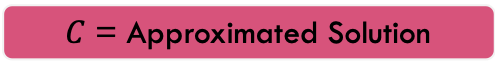 C = Approximated Solution